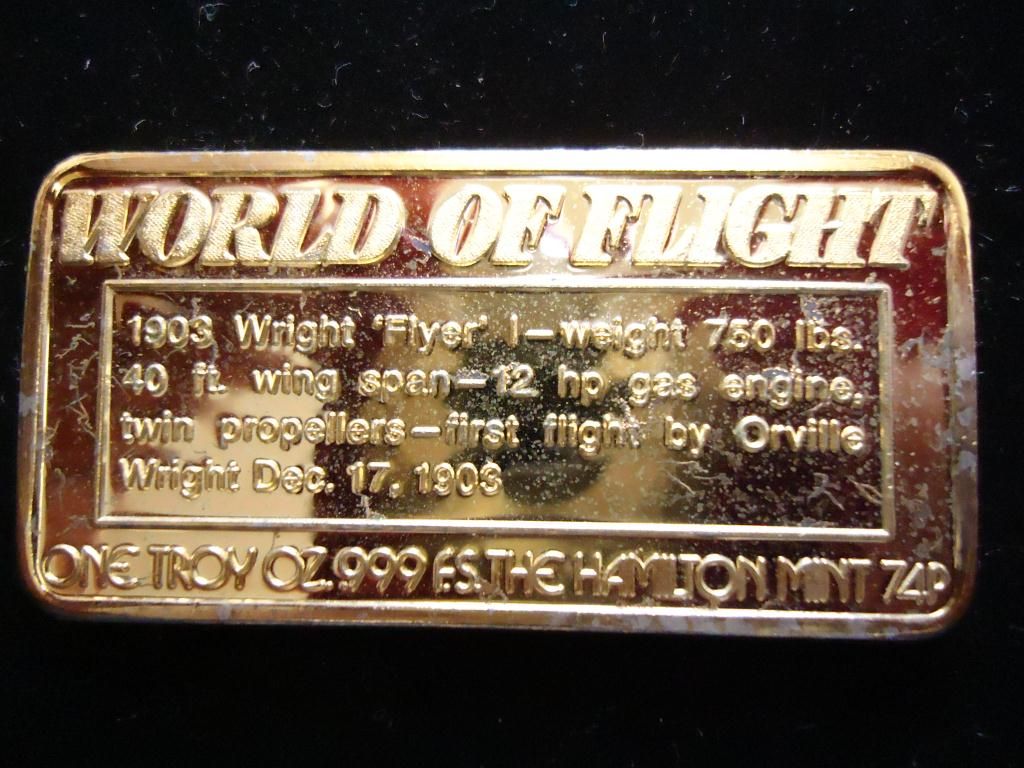 WORLD OF FLIGHT
1903 Wright 'Flyer' I—weight 750 lbs.
40 ft. wing span—12 hp gas engine,
twin propellers—first flight by Orville
Wright Dec. 17, 1903
ONE TROY OZ .999 F.S. THE HAMILTON MINT 74P